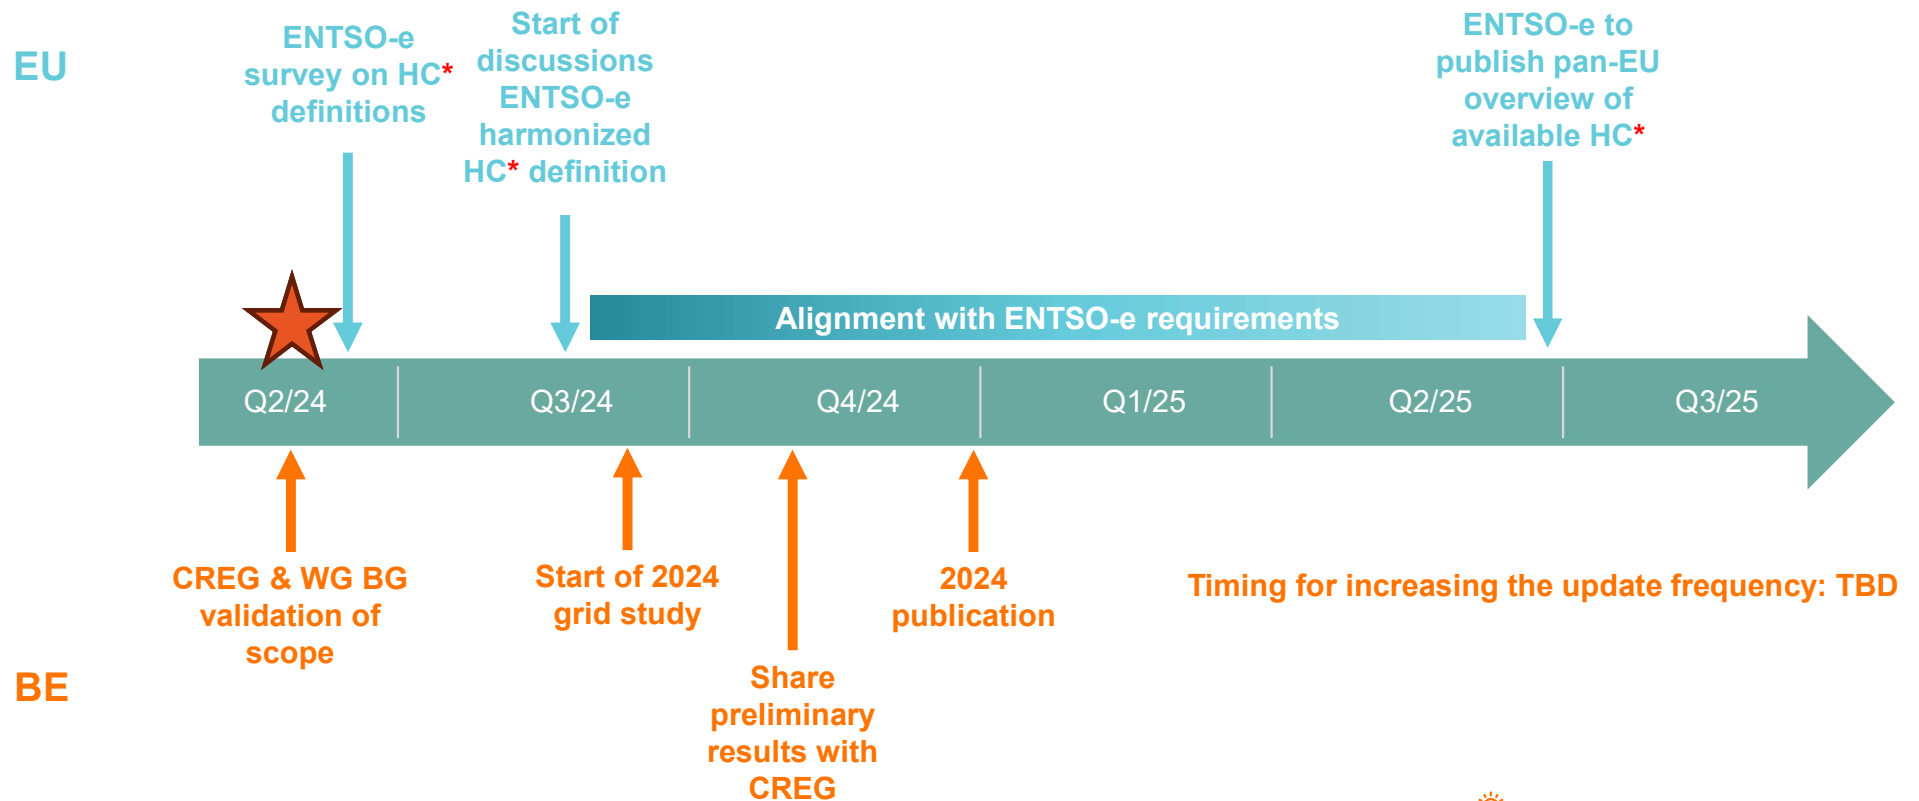 EU
ENTSO-e
survey on HC*
definitions
Start of
discussions
ENTSO-e
harmonized
HC* definition
ENTSO-e to
publish pan-EU
overview of
available HC*
Alignment with ENTSO-e requirements
Q2/24
Q3/24
Q4/24
Q1/25
Q2/25
Q3/25
CREG & WG BG
validation of
scope
Start of 2024
grid study
Share
preliminary
results with
CREG
2024
publication
Timing for increasing the update frequency: TBD
BE